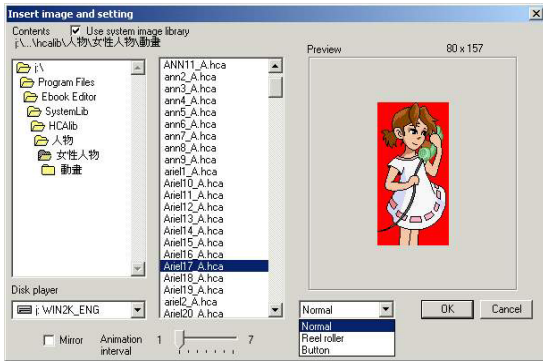 Insert image and setting
Contents
Use system image library
j:\...\hcalib\人物\女性人物\動畫
Preview
80 x 157
j:\
Program Files
Ebook Editor
SystemLib
HCAlib
人物
女性人物
動畫
ANN11_A.hca
ann2_A.hca
ann3_A.hca
ann4_A.hca
ann5_A.hca
ann6_A.hca
ann7_A.hca
ann8_A.hca
ann9_A.hca
ariel1_A.hca
Ariel10_A.hca
Ariel11_A.hca
Ariel12_A.hca
Ariel13_A.hca
Ariel14_A.hca
Ariel15_A.hca
Ariel16_A.hca
Ariel17_A.hca
Ariel18_A.hca
Ariel19_A.hca
ariel2_A.hca
Ariel20_A.hca
Disk player
j: WIN2K_ENG
Mirror
Animation interval
1
7
Normal
Normal
Reel roller
Button
OK
Cancel